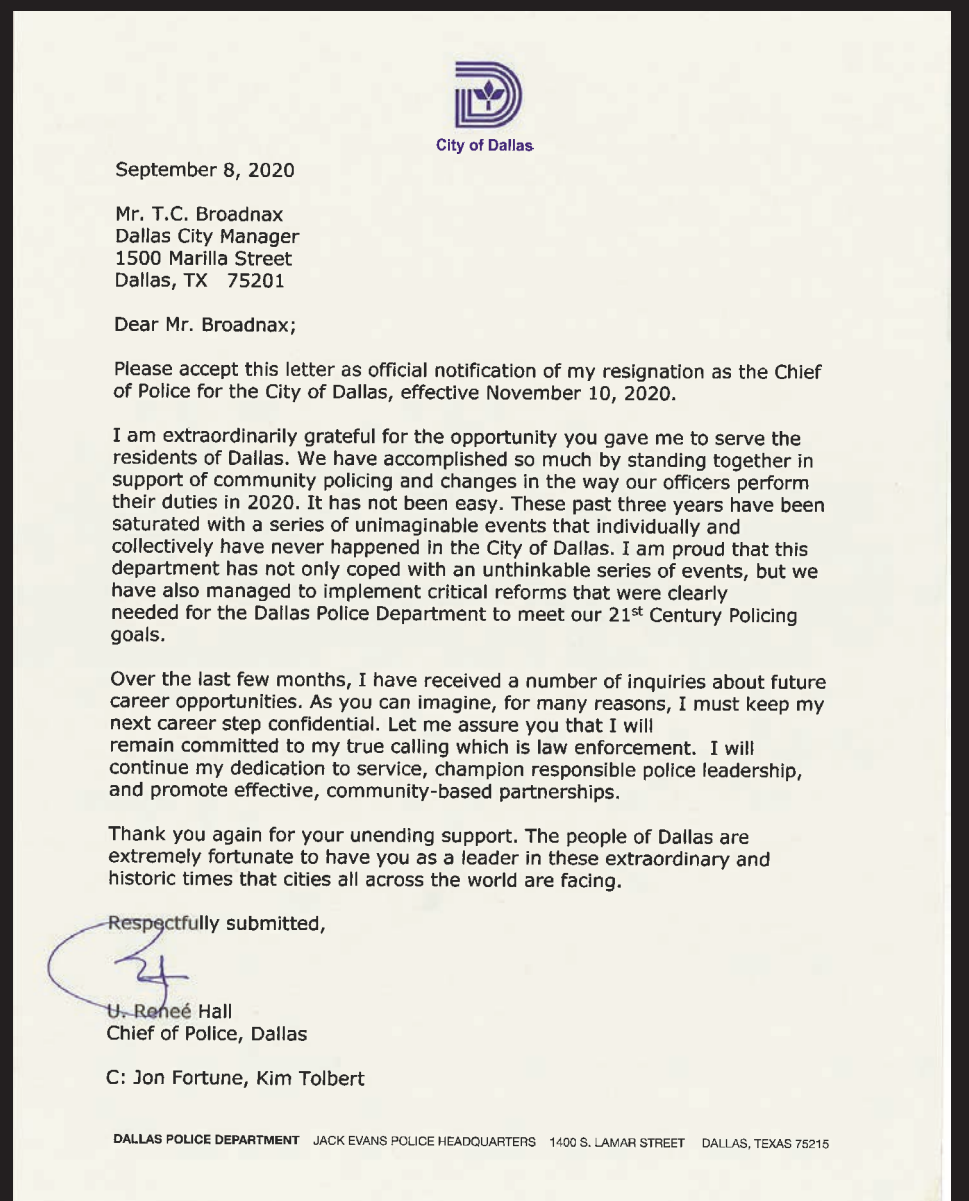 City of Dallas
September 8, 2020
Mr. T.C. Broadnax
Dallas City Manager
1500 Marilla Street
Dallas, TX 75201
Dear Mr. Broadnax;
Please accept this letter as official notification of my resignation as the Chief
of Police for the City of Dallas, effective November 10, 2020.
I am extraordinarily grateful for the opportunity you gave me to serve the
residents of Dallas. We have accomplished so much by standing together in
support of community policing and changes in the way our officers perform
their duties in 2020. It has not been easy. These past three years have been
saturated with a series of unimaginable events that individually and
collectively have never happened in the City of Dallas. I am proud that this
department has not only coped with an unthinkable series of events, but we
have also managed to implement critical reforms that were clearly
needed for the Dallas Police Department to meet our 21st Century Policing
goals.
Over the last few months, I have received a number of inquiries about future
career opportunities. As you can imagine, for many reasons, I must keep my
next career step confidential. Let me assure you that I will
remain committed to my true calling which is law enforcement. I will
continue my dedication to service, champion responsible police leadership,
and promote effective, community-based partnerships.
Thank you again for your unending support. The people of Dallas are
extremely fortunate to have you as a leader in these extraordinary and
historic times that cities all across the world are facing.
Respectfully submitted,
U. Reneé Hall
Chief of Police, Dallas
C: Jon Fortune, Kim Tolbert
DALLAS POLICE DEPARTMENT JACK EVANS POLICE HEADQUARTERS 1400 S. LAMAR STREET DALLAS, TEXAS 75215